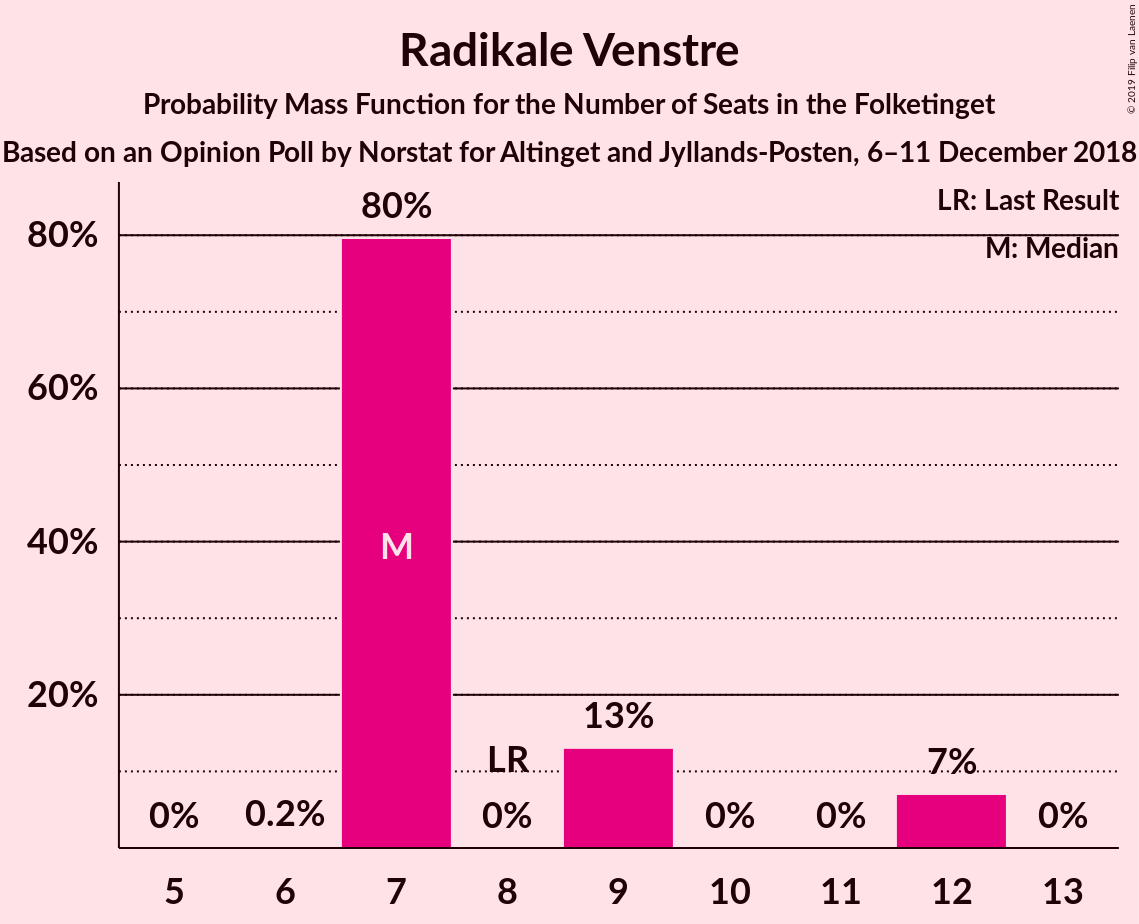 Radikale Venstre
Probability Mass Function for the Number of Seats in the Folketinget
Based on an Opinion Poll by Norstat for Altinget and Jyllands-Posten, 6–11 December 2018
© 2019 Filip van Laenen
LR: Last Result
M: Median
80%
60%
40%
20%
0%
0.2%
80%
M
LR
0%
13%
0%
0%
7%
0%
5 6 7 8 9 10 11 12 13